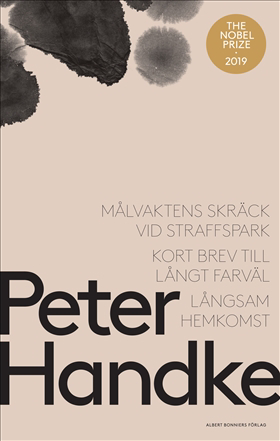 THE
NOBEL
PRIZE
·
2019
MÅLVAKTENS SKRÄCK
VID STRAFFSPARK
KORT BREV TILL
LÅNGT FARVÄL
LÅNGSAM
HEMKOMST
Peter
Handke
ALBERT BONNIERS FÖRLAG